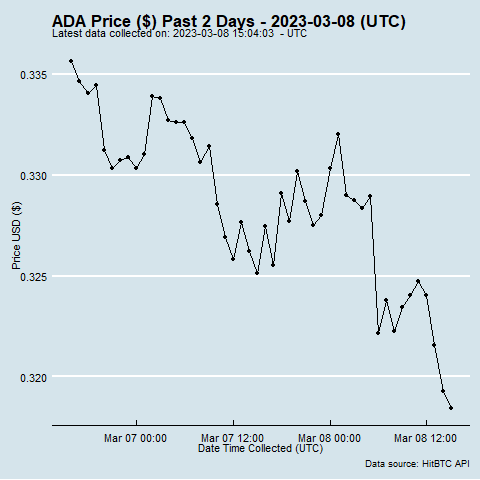 ADA Price ($) Past 2 Days - 2023-03-08 (UTC)
Latest data collected on: 2023-03-08 15:04:03 - UTC
0.335
0.330
0.325
0.320
Price USD ($)
Mar 07 00:00 Mar 07 12:00 Mar 08 00:00 Mar 08 12:00
Date Time Collected (UTC)
Data source: HitBTC API